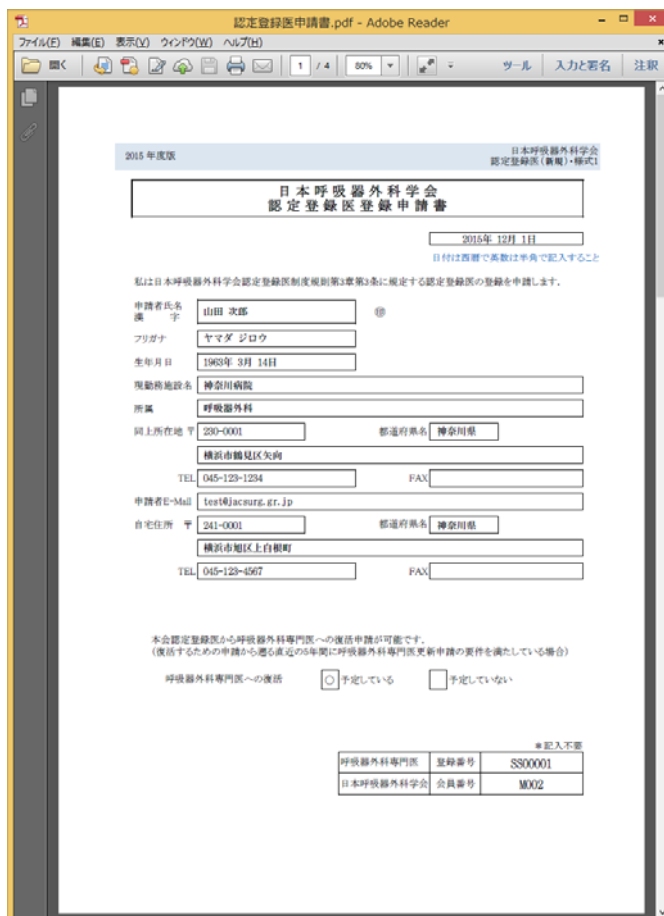 認定登録医申請書.pdf - Adobe Reader
ファイル(F) 編集(E) 表示(V) ウィンドウ(W) ヘルプ(H)
開く 1 / 4 80% ツール 入力と署名 注釈
2015 年度版
日本呼吸器外科学会
認定登録医(新規)・様式1
日本呼吸器外科学会
認定登録医登録申請書
2015年 12月 1日
日付は西暦で英数は半角で記入すること
私は日本呼吸器外科学会認定登録医制度規則第3章第3条に規定する認定登録医の登録を申請します.
申請者氏名
漢 字 山田 次郎 ㊞
フリガナ ヤマダ ジロウ
生年月日 1963年 3月 14日
現勤務施設名 神奈川病院
所属 呼吸器外科
同上所在地 〒 230-0001 都道府県名 神奈川県
横浜市鶴見区矢向
TEL 045-123-1234 FAX
申請者E-Mail test@jacsurg.gr.jp
自宅住所 〒 241-0001 都道府県名 神奈川県
横浜市旭区上白根町
TEL 045-123-4567 FAX
本会認定登録医から呼吸器外科専門医への復活申請が可能です.
(復活するための申請から遡る直近の5年間に呼吸器外科専門医更新申請の要件を満たしている場合)
呼吸器外科専門医への復活 ○ 予定している 予定していない
*記入不要
呼吸器外科専門医 登録番号 SS00001
日本呼吸器外科学会 会員番号 M002